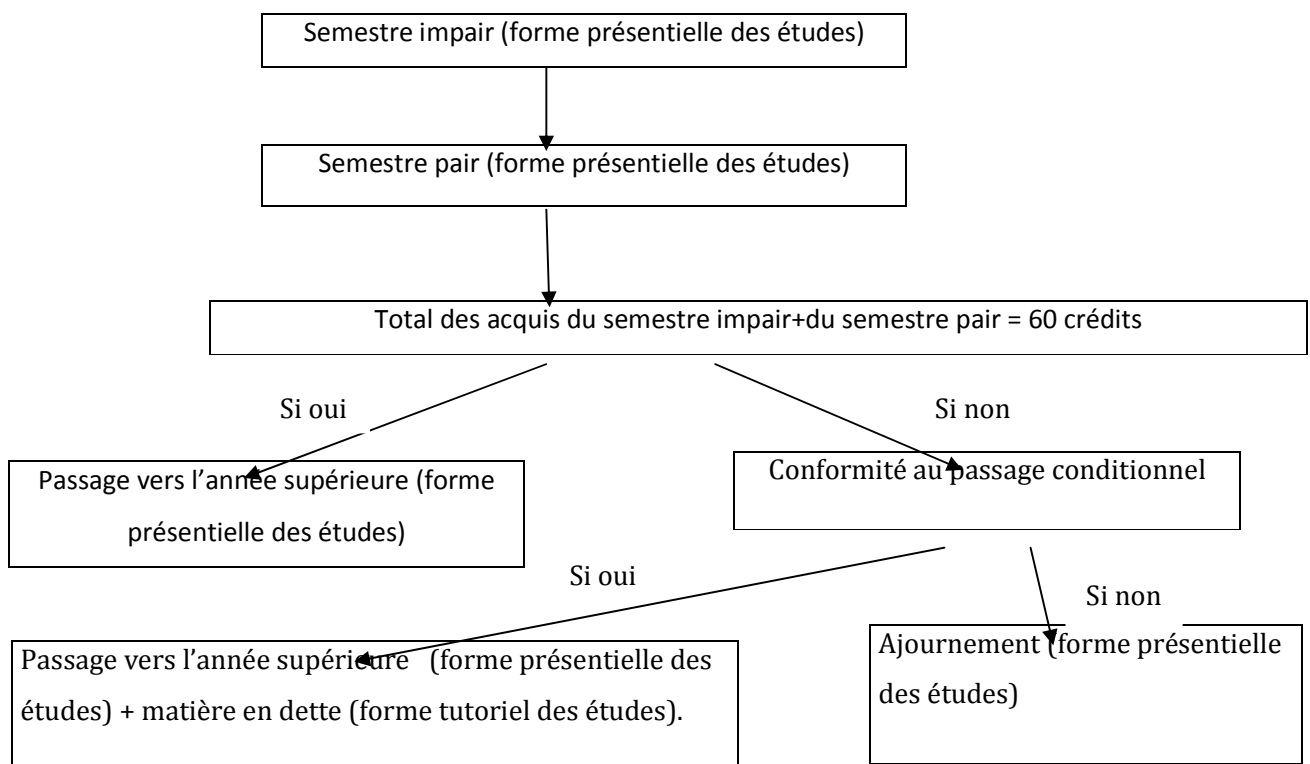 Semestre impair (forme présentielle des études)
Semestre pair (forme présentielle des études)
Total des acquis du semestre impair+du semestre pair = 60 crédits
Si oui
Si non
Passage vers l'année supérieure (forme
présentielle des études)
Conformité au passage conditionnel
Si oui
Si non
Passage vers l'année supérieure (forme présentielle des
études) + matière en dette (forme tutoriel des études).
Ajournement (forme présentielle
des études)